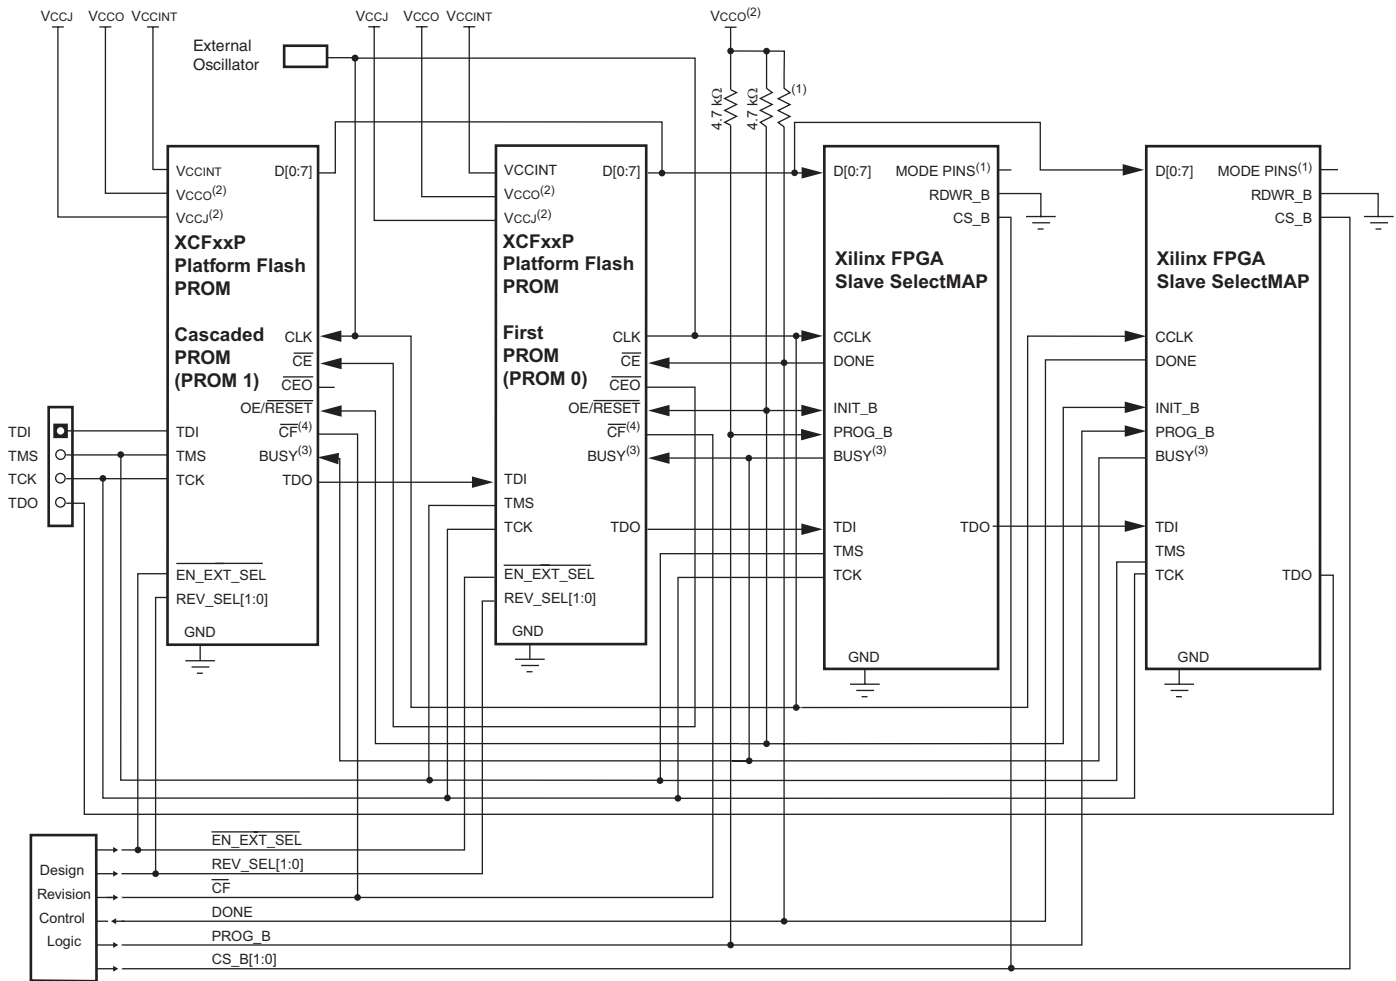 VCCJ VCCO VCCINT
VCCJ VCCO VCCINT
VCCO(2)
External
Oscillator
4.7 kΩ
4.7 kΩ
(1)
VCCINT
VCCO(2)
VCCJ(2)
D[0:7]
XCFxxP
Platform Flash
PROM
Cascaded
PROM
(PROM 1)
CLK
CE
CEO
OE/RESET
CF(4)
BUSY(3)
TDO
TDI
TMS
TCK
EN_EXT_SEL
REV_SEL[1:0]
GND
TDI
TMS
TCK
TDO
VCCINT
VCCO(2)
VCCJ(2)
D[0:7]
XCFxxP
Platform Flash
PROM
First
PROM
(PROM 0)
CLK
CE
CEO
OE/RESET
CF(4)
BUSY(3)
TDI
TMS
TCK
TDO
EN_EXT_SEL
REV_SEL[1:0]
GND
D[0:7]
MODE PINS(1)
RDWR_B
CS_B
Xilinx FPGA
Slave SelectMAP
CCLK
DONE
INIT_B
PROG_B
BUSY(3)
TDI
TMS
TCK
TDO
GND
D[0:7]
MODE PINS(1)
RDWR_B
CS_B
Xilinx FPGA
Slave SelectMAP
CCLK
DONE
INIT_B
PROG_B
BUSY(3)
TDI
TMS
TCK
TDO
GND
Design
Revision
Control
Logic
EN_EXT_SEL
REV_SEL[1:0]
CF
DONE
PROG_B
CS_B[1:0]